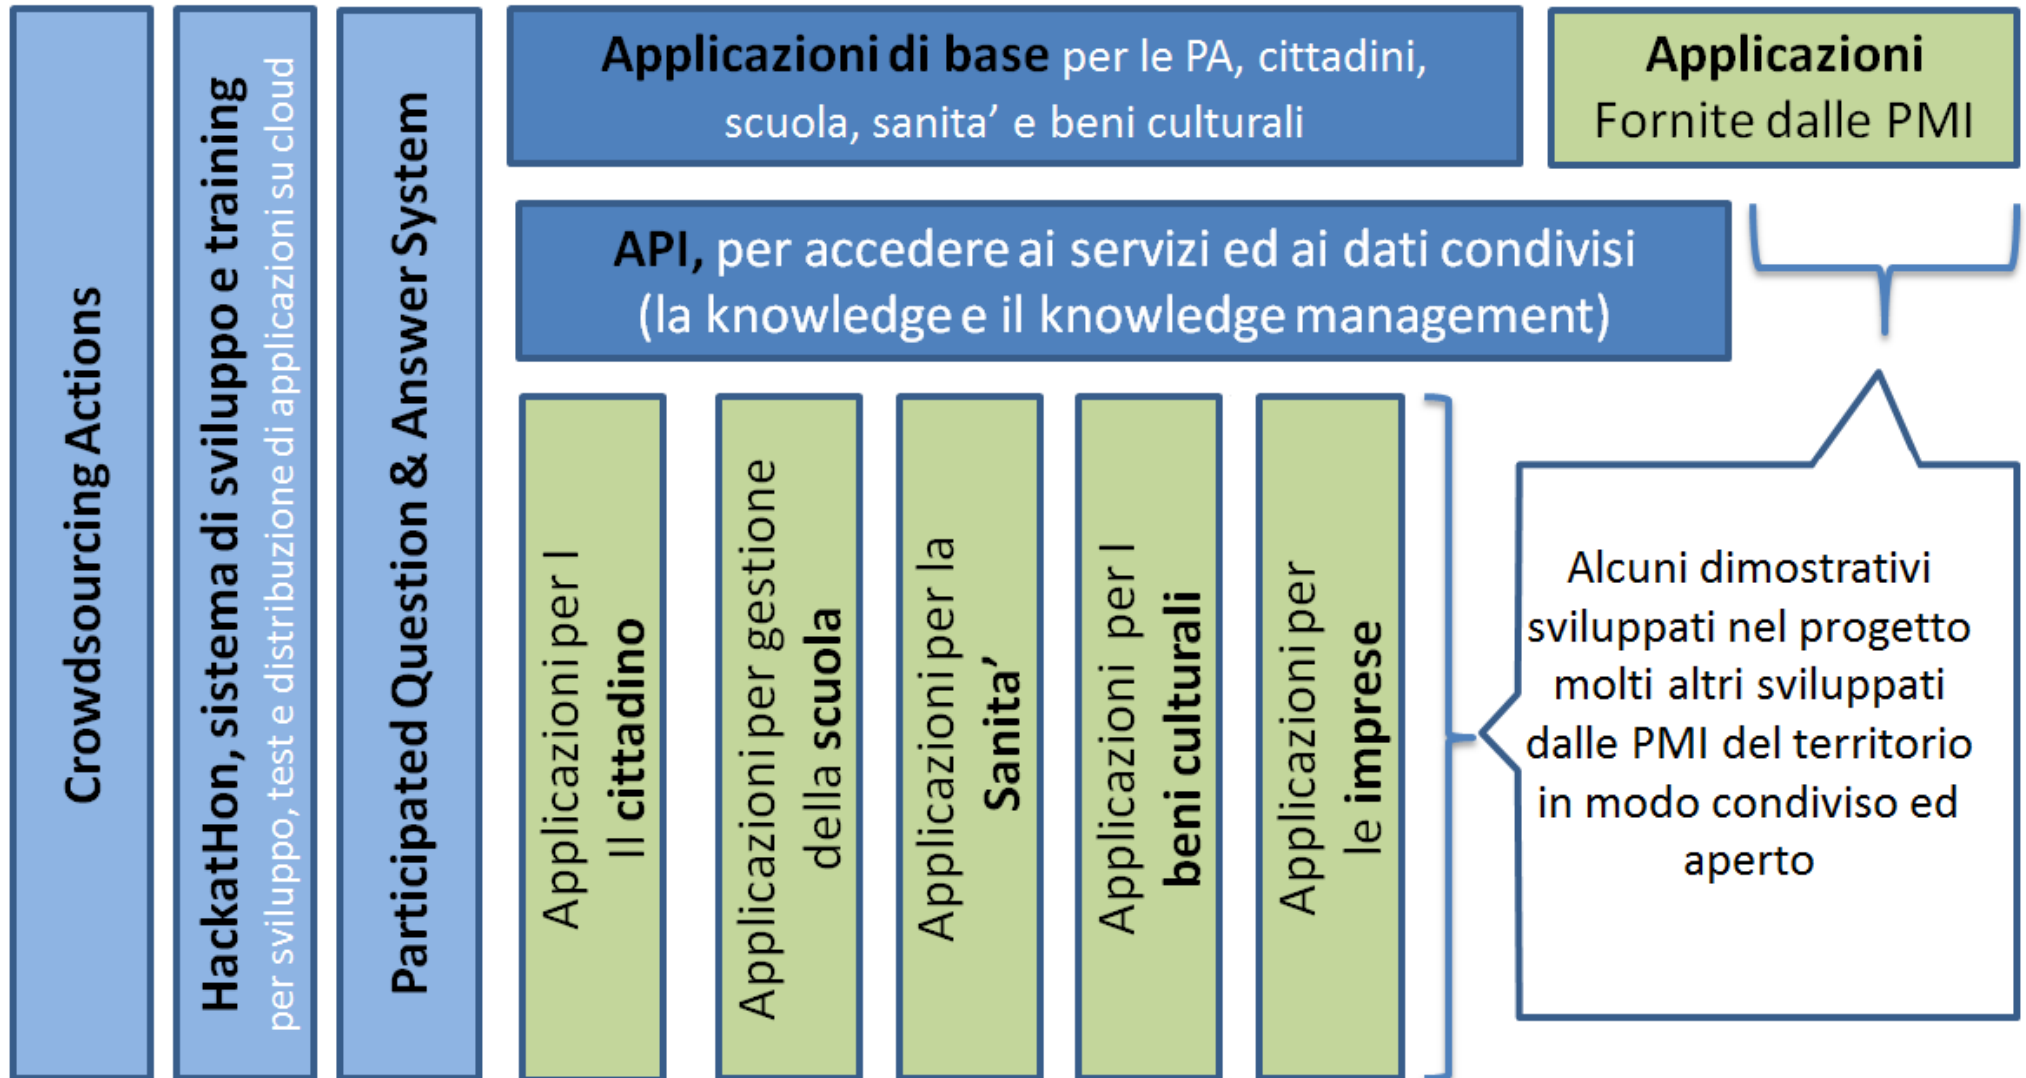 Crowdsourcing Actions
HackatHon, sistema di sviluppo e training
per sviluppo, test e distribuzione di applicazioni su cloud
Participated Question & Answer System
Applicazioni di base per le PA, cittadini,
scuola, sanita’ e beni culturali
Applicazioni
Fornite dalle PMI
API, per accedere ai servizi ed ai dati condivisi
(la knowledge e il knowledge management)
Applicazioni per I
Il cittadino
Applicazioni per gestione
della scuola
Applicazioni per la
Sanita’
Applicazioni per I
beni culturali
Applicazioni per
le imprese
Alcuni dimostrativi
sviluppati nel progetto
molti altri sviluppati
dalle PMI del territorio
in modo condiviso ed
aperto